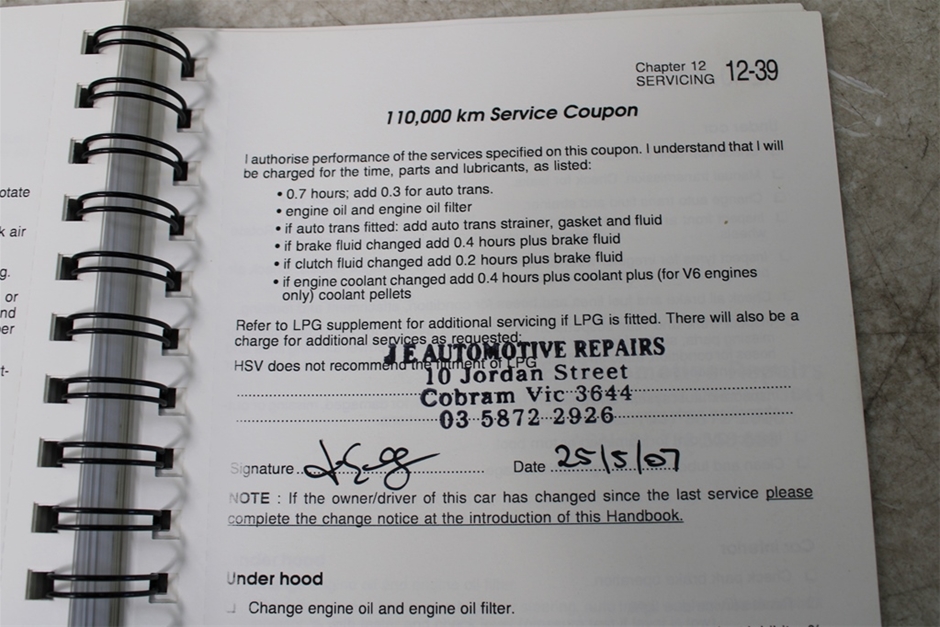 otate
k air
g.
or
nd
er
t-
Chapter 12
SERVICING 12-39
110,000 km Service Coupon
I authorise performance of the services specified on this coupon. I understand that I will
be charged for the time, parts and lubricants, as listed:
• 0.7 hours; add 0.3 for auto trans.
• engine oil and engine oil filter
• if auto trans fitted: add auto trans strainer, gasket and fluid
• if brake fluid changed add 0.4 hours plus brake fluid
• if clutch fluid changed add 0.2 hours plus brake fluid
• if engine coolant changed add 0.4 hours plus coolant plus (for V6 engines
only) coolant pellets
Refer to LPG supplement for additional servicing if LPG is fitted. There will also be a
charge for additional services as requested.
J E AUTOMOTIVE REPAIRS
HSV does not recommend the fitment of LPG
10 Jordan Street
Cobram Vic 3644
03 5872 2926
Signature Date 25/5/07
NOTE : If the owner/driver of this car has changed since the last service please
complete the change notice at the introduction of this Handbook.
Under hood
Change engine oil and engine oil filter.